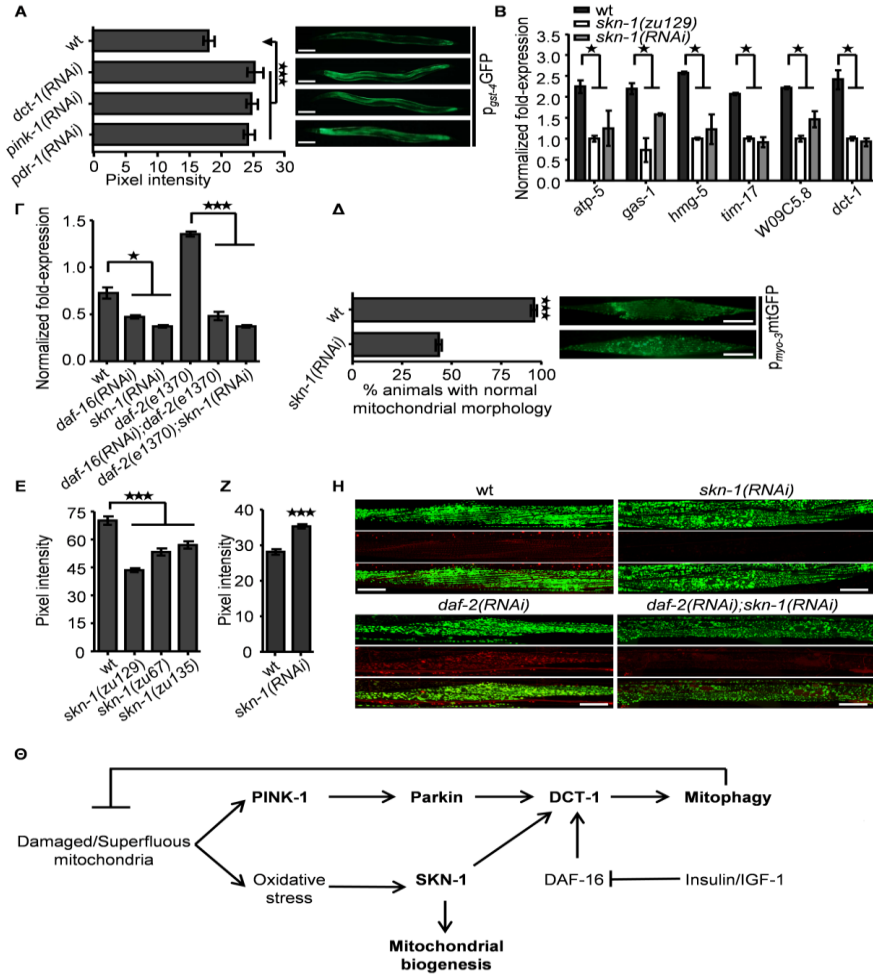 A
wt
dct-1(RNAi)
pink-1(RNAi)
pdr-1(RNAi)
0 5 10 15 20 25 30
Pixel intensity
★★★
pgst-4GFP
B
wt
skn-1(zu129)
skn-1(RNAi)
Normalized fold-expression
3.5
3.0
2.5
2.0
1.5
1.0
0.5
0.0
★ ★ ★ ★ ★ ★
atp-5 gas-1 hmg-5 tim-17 W09C5.8 dct-1
Γ
Normalized fold-expression
1.5
1.0
0.5
0.0
★
★★★
wt
daf-16(RNAi)
skn-1(RNAi)
daf-2(e1370)
daf-16(RNAi);daf-2(e1370)
daf-2(e1370);skn-1(RNAi)
Δ
wt
skn-1(RNAi)
★★★
0 25 50 75 100
% animals with normal
mitochondrial morphology
pmyo-3mtGFP
E
Pixel intensity
75
60
45
30
15
0
★★★
wt
skn-1(zu129)
skn-1(zu67)
skn-1(zu135)
Z
Pixel intensity
40
30
20
10
0
★★★
wt
skn-1(RNAi)
H
wt
skn-1(RNAi)
daf-2(RNAi)
daf-2(RNAi);skn-1(RNAi)
Θ
PINK-1 Parkin DCT-1 Mitophagy
Damaged/Superfluous
mitochondria
Oxidative
stress
SKN-1 DAF-16 Insulin/IGF-1
Mitochondrial
biogenesis